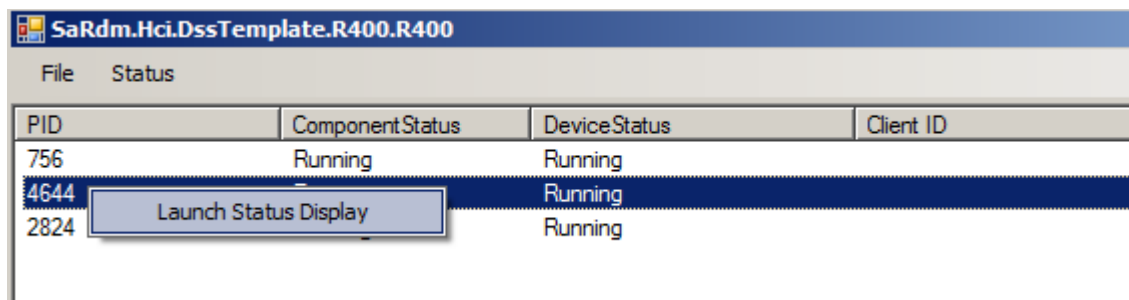 SaRdm.Hci.DssTemplate.R400.R400
File Status
PID ComponentStatus DeviceStatus Client ID
756 Running Running
4644 Running
Launch Status Display
2824 Running